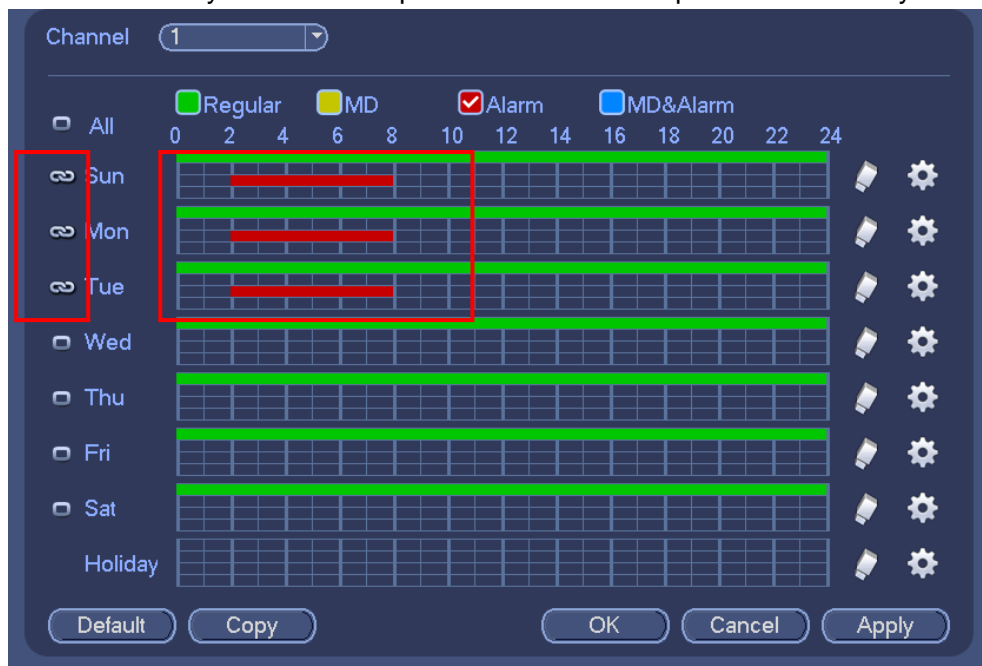 Channel 1
Regular MD Alarm MD&Alarm
All 0 2 4 6 8 10 12 14 16 18 20 22 24
Sun
Mon
Tue
Wed
Thu
Fri
Sat
Holiday
Default Copy OK Cancel Apply